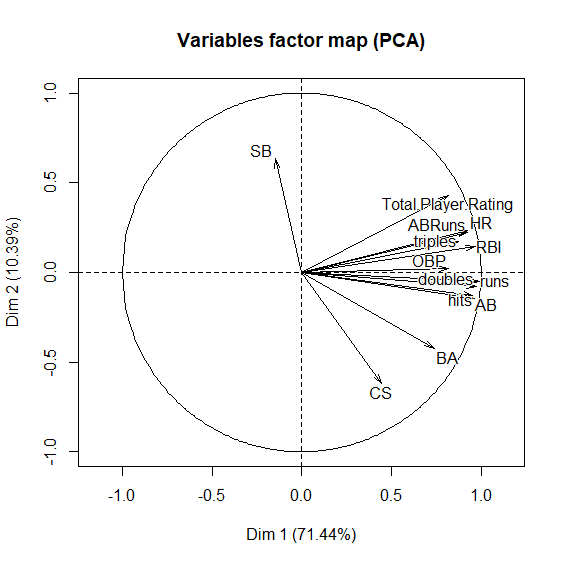 Variables factor map (PCA)
1.0
0.5
0.0
-0.5
-1.0
Dim 2 (10.39%)
SB
Total.Player.Rating
ABRuns HR
triples
RBI
OBP
doubles runs
hits AB
BA
CS
-1.0 -0.5 0.0 0.5 1.0
Dim 1 (71.44%)